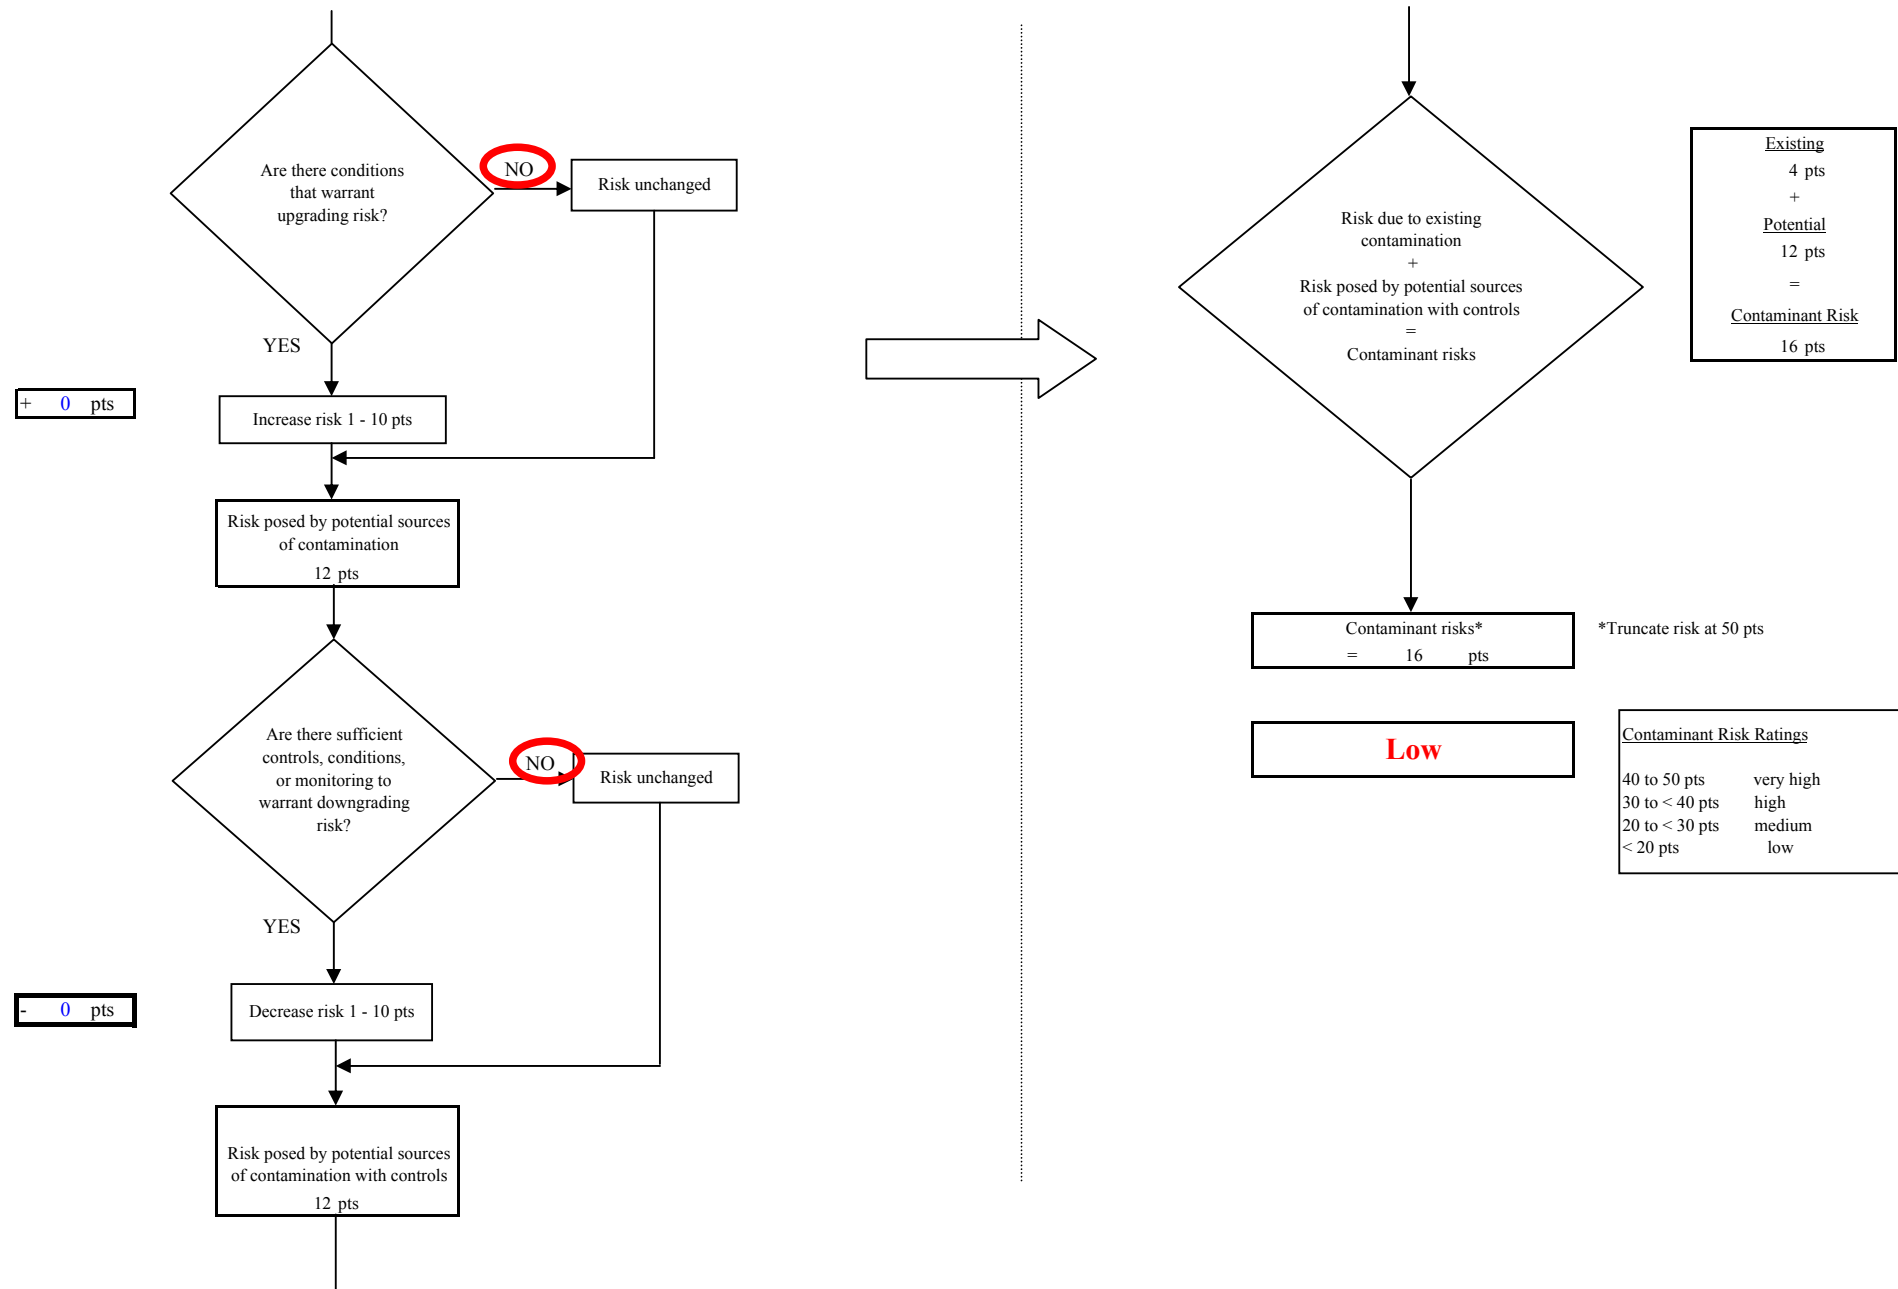 Are there conditions
that warrant
upgrading risk?
NO
Risk unchanged
YES
+ 0 pts
Increase risk 1 - 10 pts
Risk posed by potential sources
of contamination
12 pts
Are there sufficient
controls, conditions,
or monitoring to
warrant downgrading
risk?
NO
Risk unchanged
YES
- 0 pts
Decrease risk 1 - 10 pts
Risk posed by potential sources
of contamination with controls
12 pts
Risk due to existing
contamination
+
Risk posed by potential sources
of contamination with controls
=
Contaminant risks
Existing
4 pts
+
Potential
12 pts
=
Contaminant Risk
16 pts
Contaminant risks*
= 16 pts
*Truncate risk at 50 pts
Low
Contaminant Risk Ratings
40 to 50 pts very high
30 to < 40 pts high
20 to < 30 pts medium
< 20 pts low